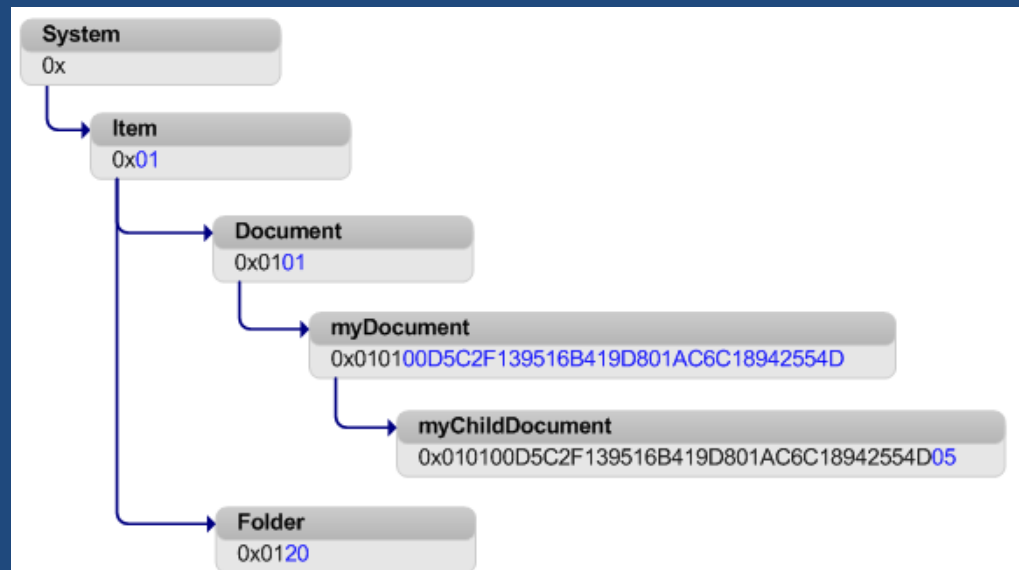 System
0x
Item
0x01
Document
0x0101
myDocument
0x010100D5C2F139516B419D801AC6C18942554D
myChildDocument
0x010100D5C2F139516B419D801AC6C18942554D05
Folder
0x0120